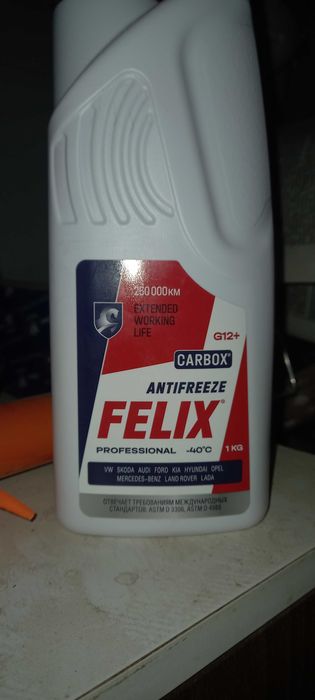 250 000 КМ
EXTENDED
WORKING
LIFE
G12+
CARBOX®
ANTIFREEZE
FELIX®
PROFESSIONAL -40°C 1 KG
VW SKODA AUDI FORD KIA HYUNDAI OPEL
MERCEDES-BENZ LAND ROVER LADA
ОТВЕЧАЕТ ТРЕБОВАНИЯМ МЕЖДУНАРОДНЫХ
СТАНДАРТОВ: ASTM D 3306, ASTM D 4985